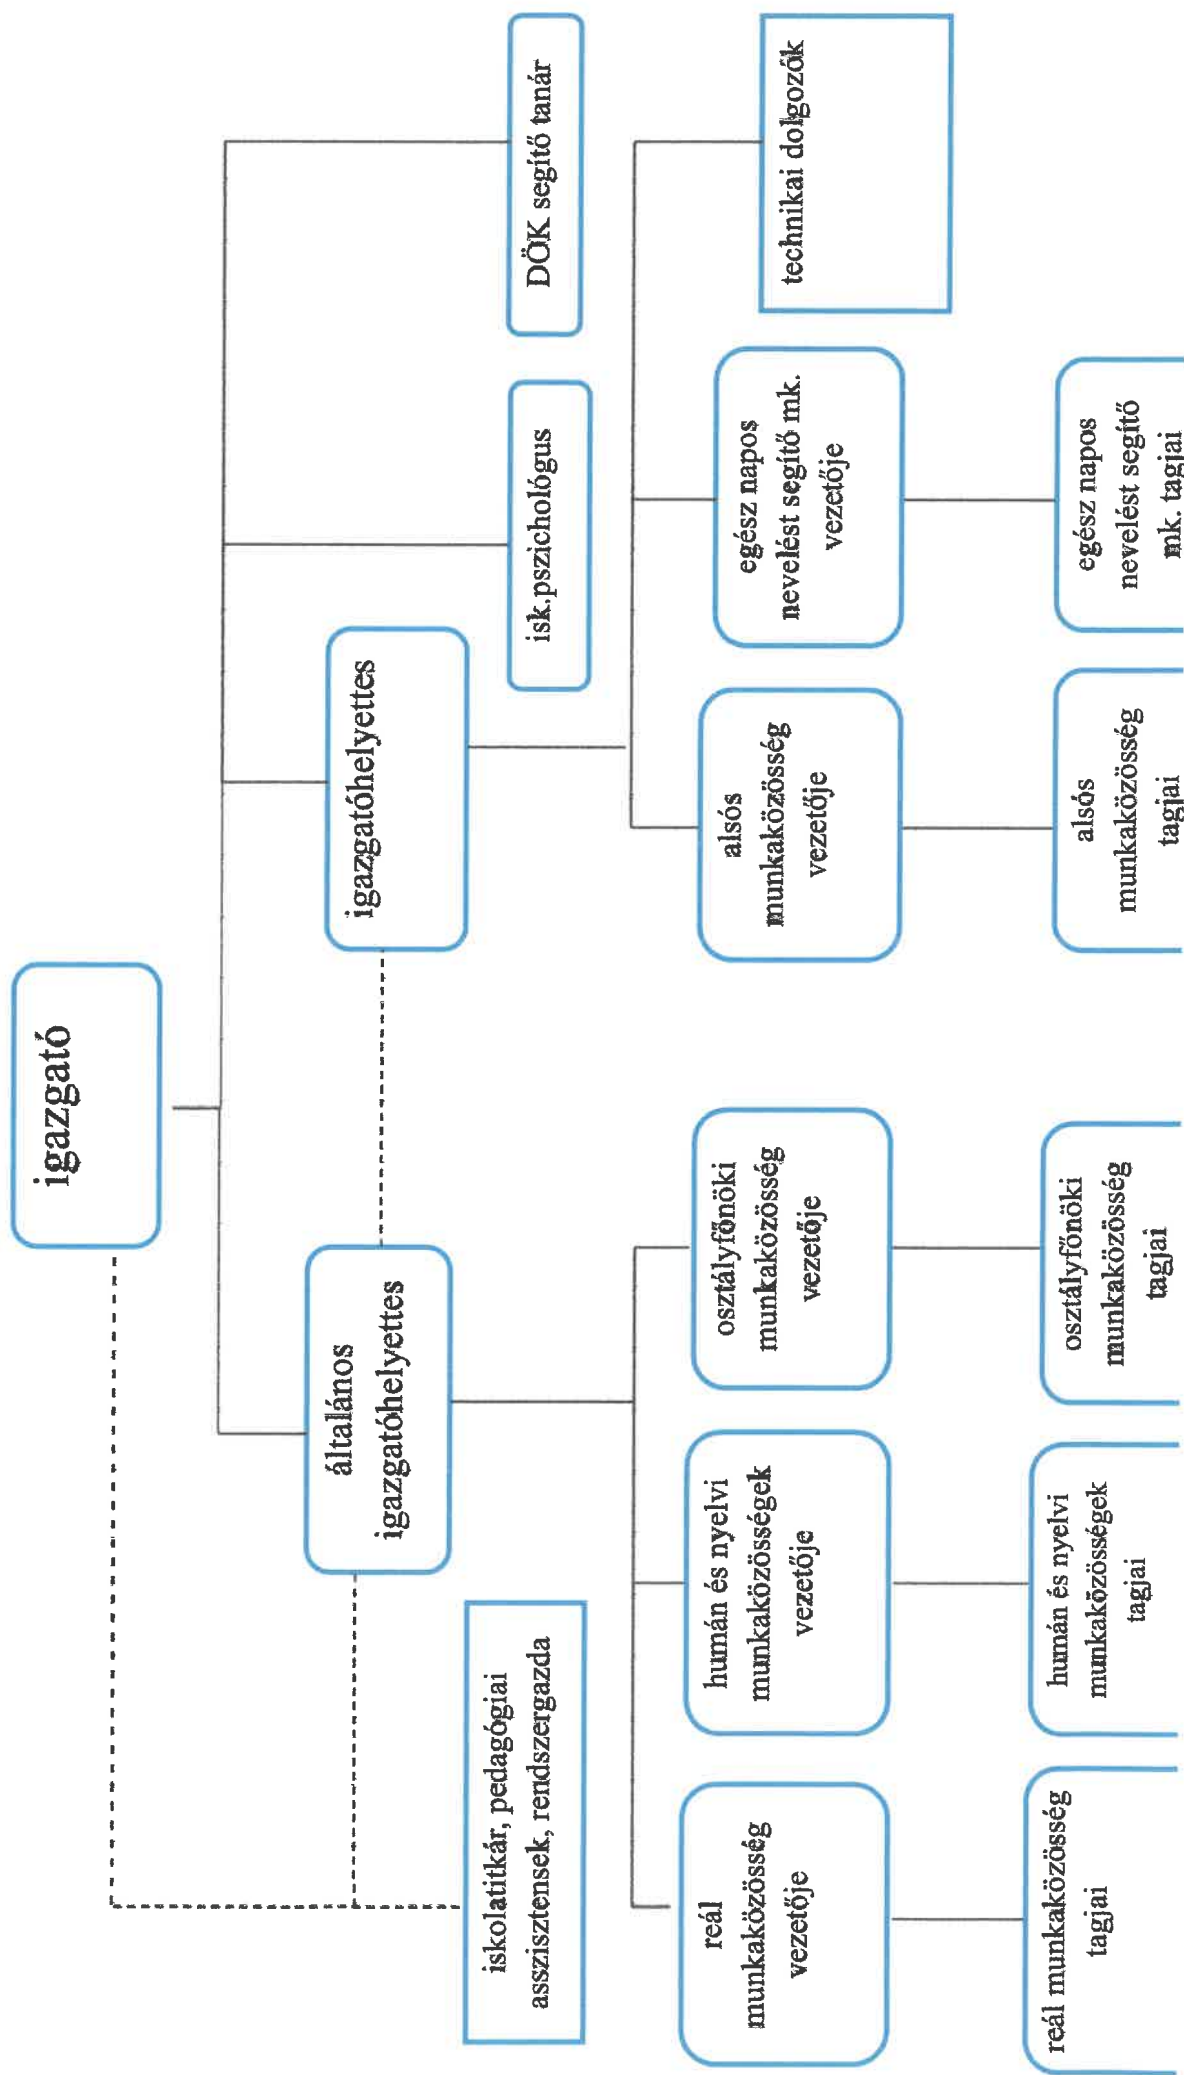 igazgató
általános
igazgatóhelyettes
igazgatóhelyettes
iskolatitkár, pedagógiai
asszisztensek, rendszergazda
isk.pszichológus
DÖK segítő tanár
reál
munkaközösség
vezetője
humán és nyelvi
munkaközösségek
vezetője
osztályfőnöki
munkaközösség
vezetője
alsós
munkaközösség
vezetője
egész napos
nevelést segítő mk.
vezetője
technikai dolgozók
reál munkaközösség
tagjai
humán és nyelvi
munkaközösségek
tagjai
osztályfőnöki
munkaközösség
tagjai
alsós
munkaközösség
tagjai
egész napos
nevelést segítő
mk. tagjai